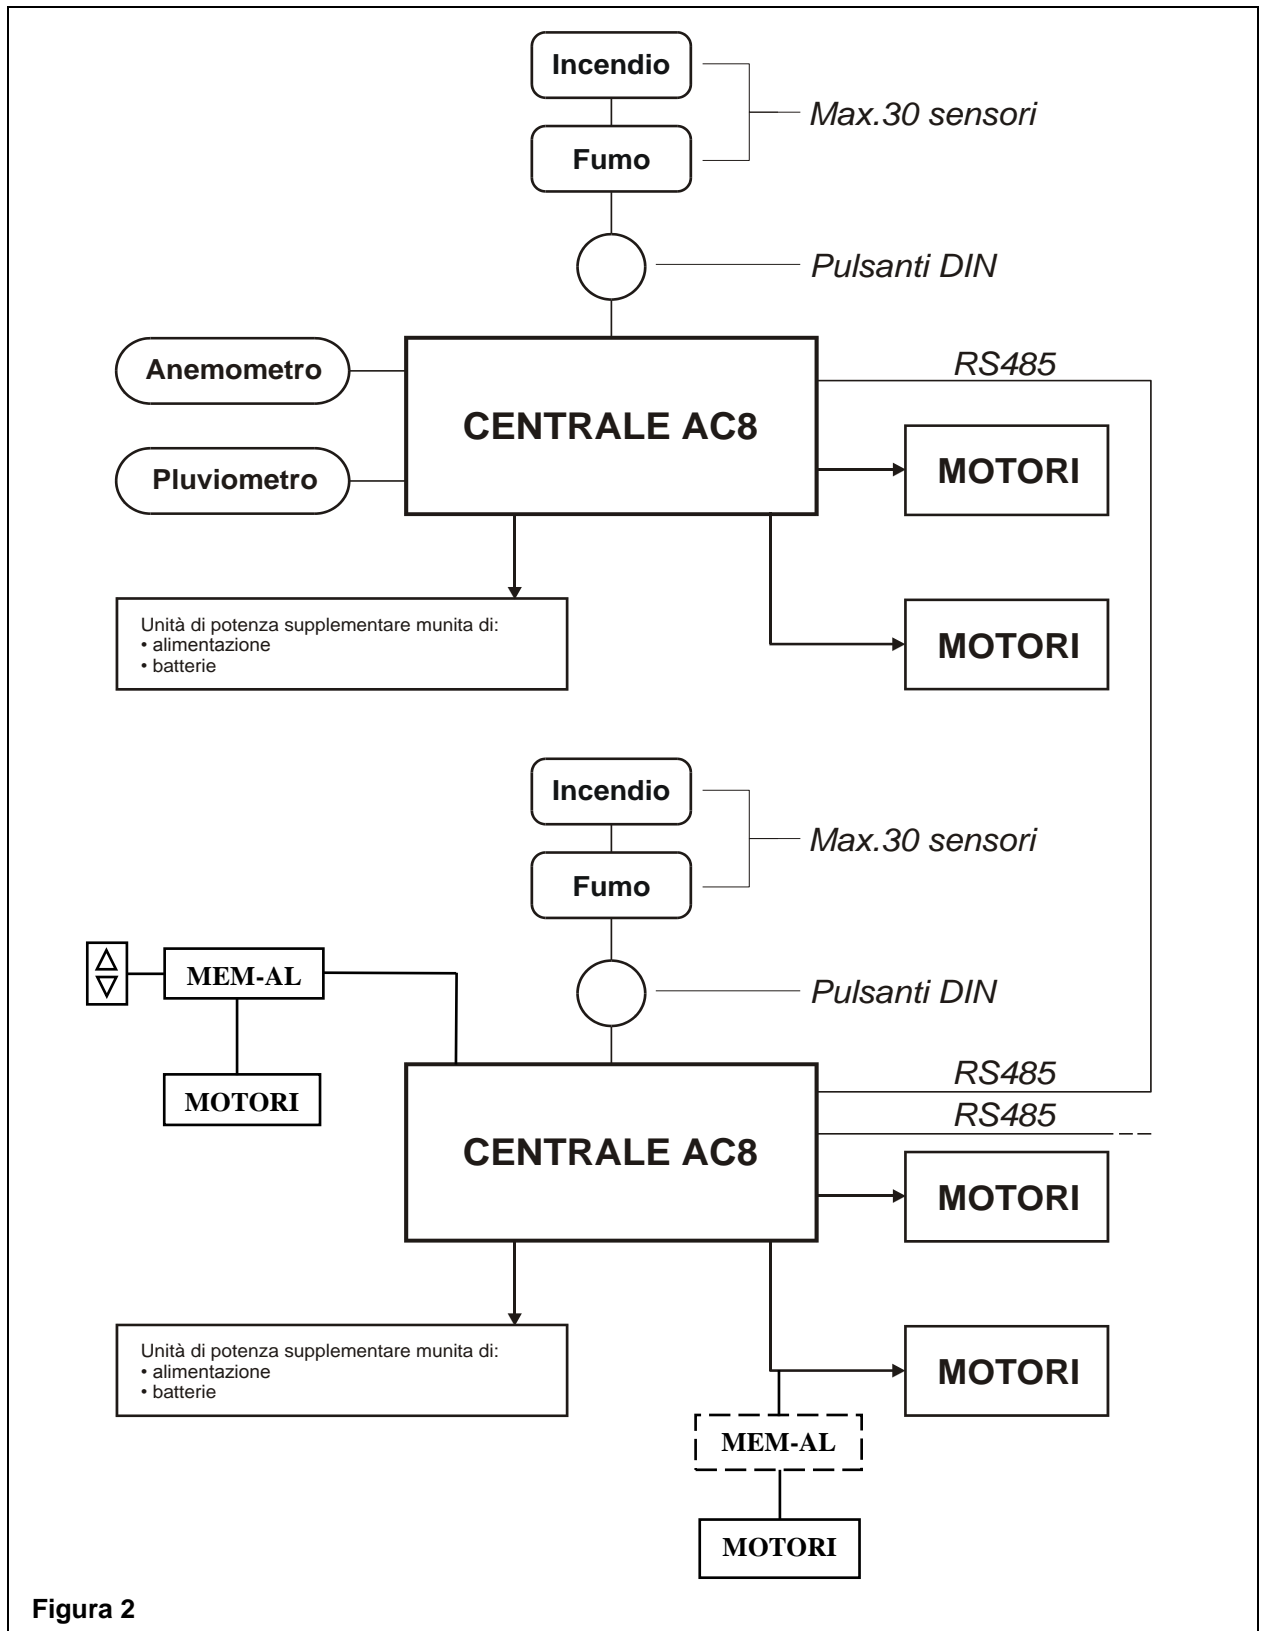 Incendio
Max.30 sensori
Fumo
Pulsanti DIN
Anemometro
RS485
CENTRALE AC8
MOTORI
Pluviometro
Unità di potenza supplementare munita di:
• alimentazione
• batterie
MOTORI
Incendio
Max.30 sensori
Fumo
MEM-AL
Pulsanti DIN
MOTORI
RS485
RS485
CENTRALE AC8
MOTORI
Unità di potenza supplementare munita di:
• alimentazione
• batterie
MOTORI
MEM-AL
MOTORI
Figura 2